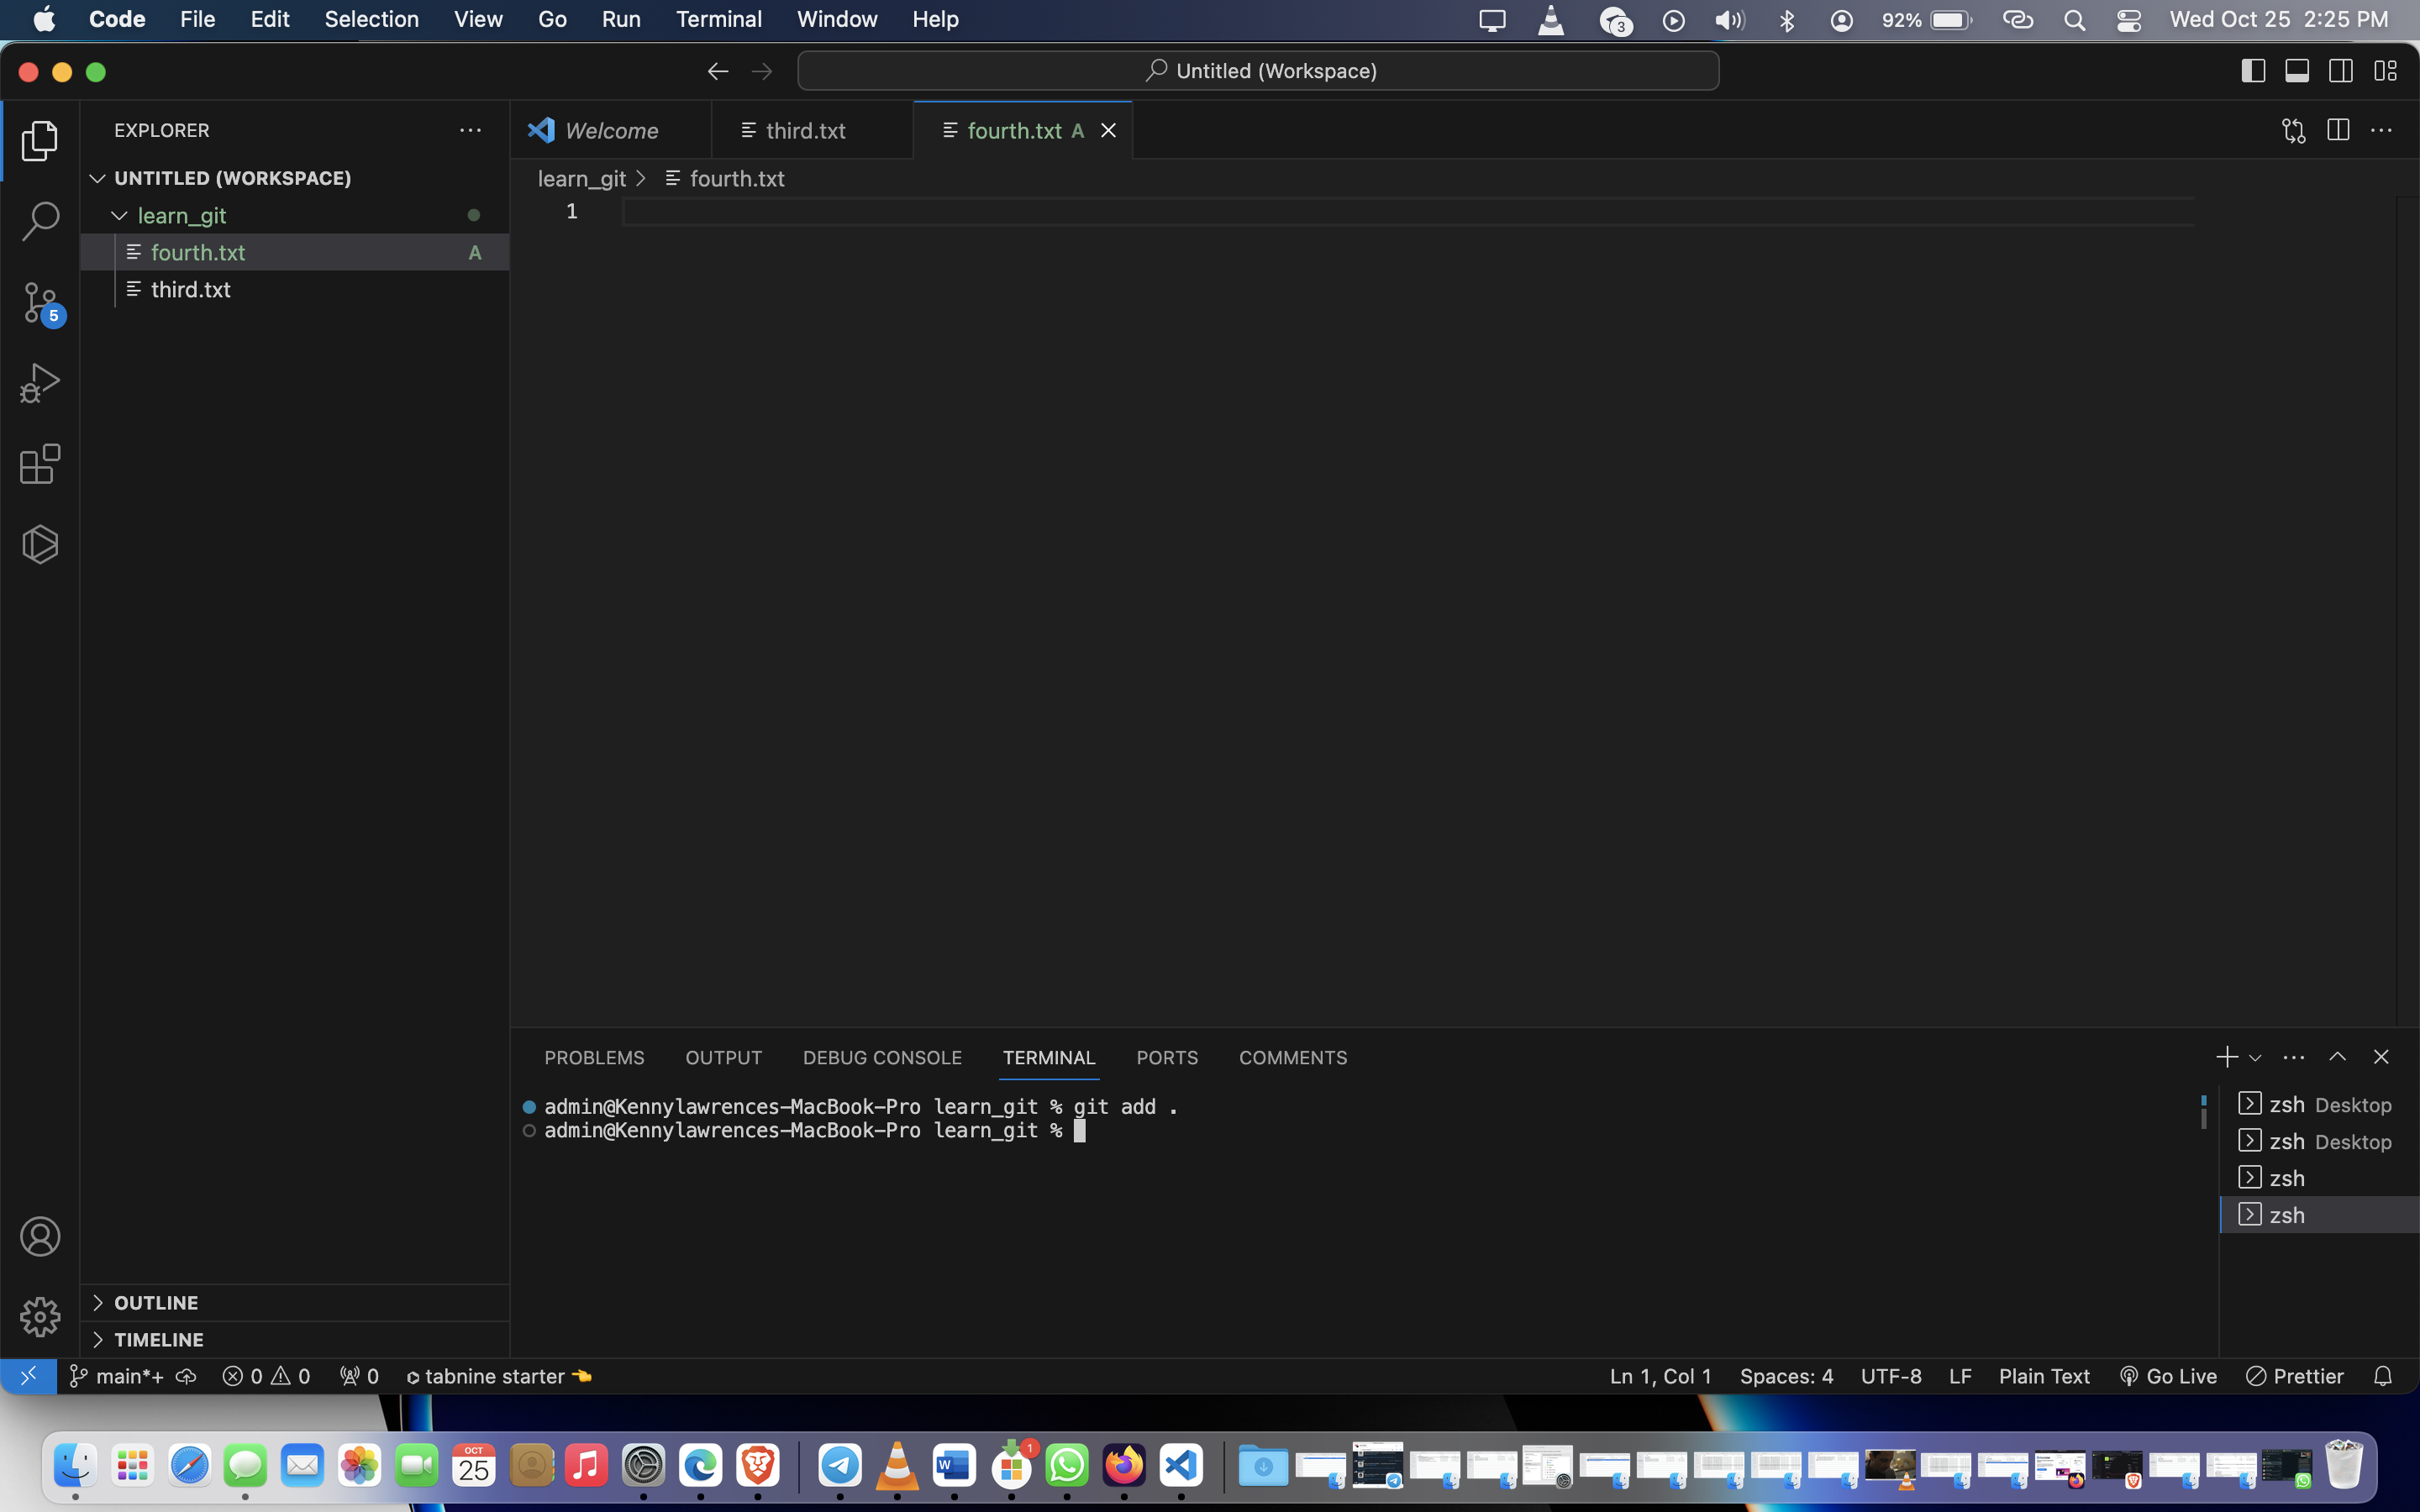 Code File Edit Selection View Go Run Terminal Window Help 3 92% Wed Oct 25 2:25 PM
Untitled (Workspace)
EXPLORER
Welcome third.txt fourth.txt A
UNTITLED (WORKSPACE)
learn_git > fourth.txt
learn_git
1
fourth.txt A
third.txt
5
PROBLEMS OUTPUT DEBUG CONSOLE TERMINAL PORTS COMMENTS
admin@Kennylawrences-MacBook-Pro learn_git % git add .
admin@Kennylawrences-MacBook-Pro learn_git %
zsh Desktop
zsh Desktop
zsh
zsh
OUTLINE
TIMELINE
main*+ 0 0 0 tabnine starter Ln 1, Col 1 Spaces: 4 UTF-8 LF Plain Text Go Live Prettier
OCT
25
W
1